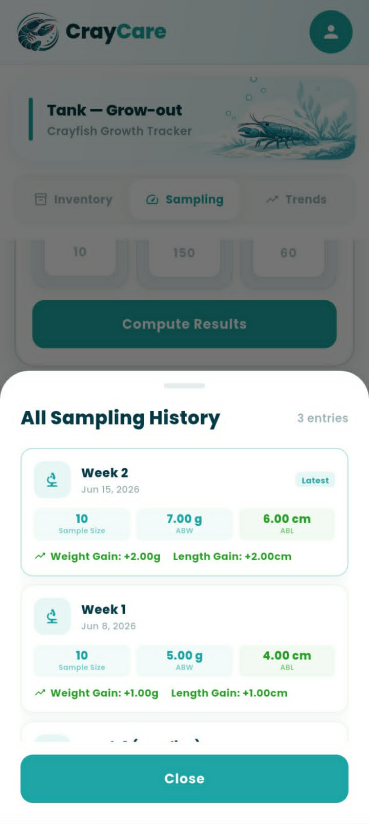 CrayCare
Tank — Grow-out
Crayfish Growth Tracker
Inventory Sampling Trends
10 150 60
Compute Results
All Sampling History 3 entries
Week 2
Jun 15, 2026
Latest
10 7.00 g 6.00 cm
Sample Size ABW ABL
Weight Gain: +2.00g Length Gain: +2.00cm
Week 1
Jun 8, 2026
10 5.00 g 4.00 cm
Sample Size ABW ABL
Weight Gain: +1.00g Length Gain: +1.00cm
Close